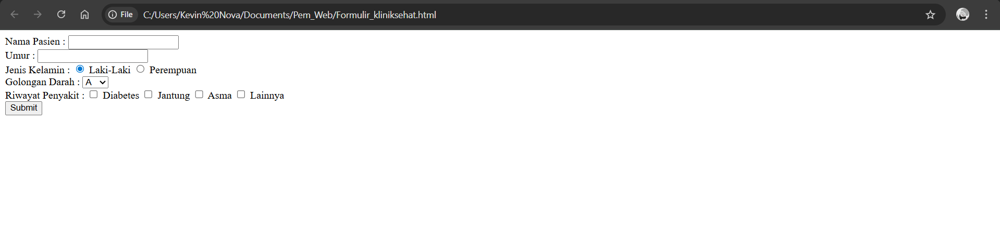 File C:/Users/Kevin%20Nova/Documents/Pem_Web/Formulir_kliniksehat.html
Nama Pasien :
Umur :
Jenis Kelamin : Laki-Laki Perempuan
Golongan Darah : A
Riwayat Penyakit : Diabetes Jantung Asma Lainnya
Submit